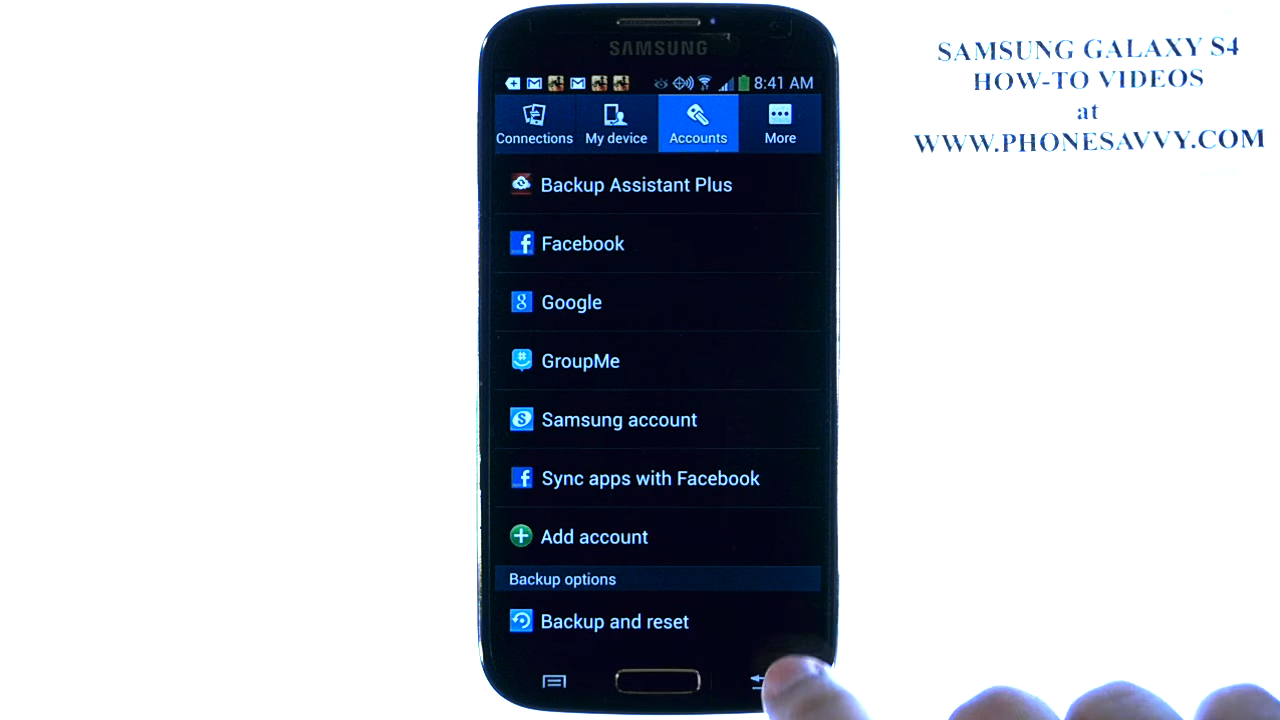 SAMSUNG
8:41 AM
Connections My device Accounts More
Backup Assistant Plus
Facebook
Google
GroupMe
Samsung account
Sync apps with Facebook
Add account
Backup options
Backup and reset
SAMSUNG GALAXY S4
HOW-TO VIDEOS
at
WWW.PHONESAVVY.COM